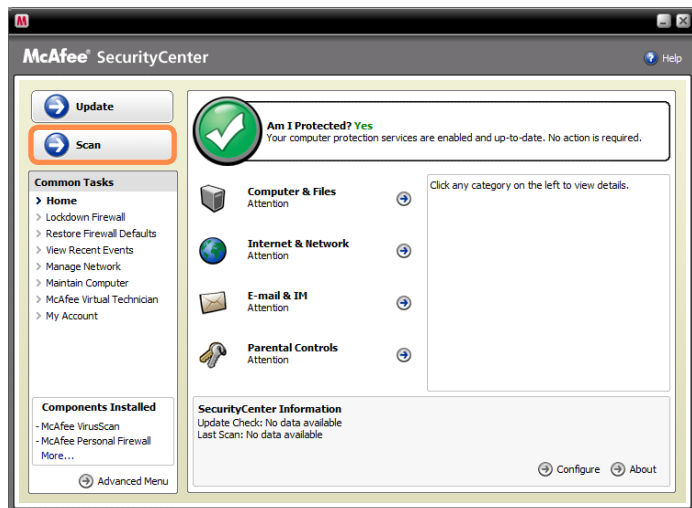 M
McAfee® SecurityCenter
? Help
Update
Scan
Common Tasks
Home
Lockdown Firewall
Restore Firewall Defaults
View Recent Events
Manage Network
Maintain Computer
McAfee Virtual Technician
My Account
Components Installed
- McAfee VirusScan
- McAfee Personal Firewall
More...
Advanced Menu
Am I Protected? Yes
Your computer protection services are enabled and up-to-date. No action is required.
Computer & Files
Attention
Internet & Network
Attention
E-mail & IM
Attention
Parental Controls
Attention
Click any category on the left to view details.
SecurityCenter Information
Update Check: No data available
Last Scan: No data available
Configure
About